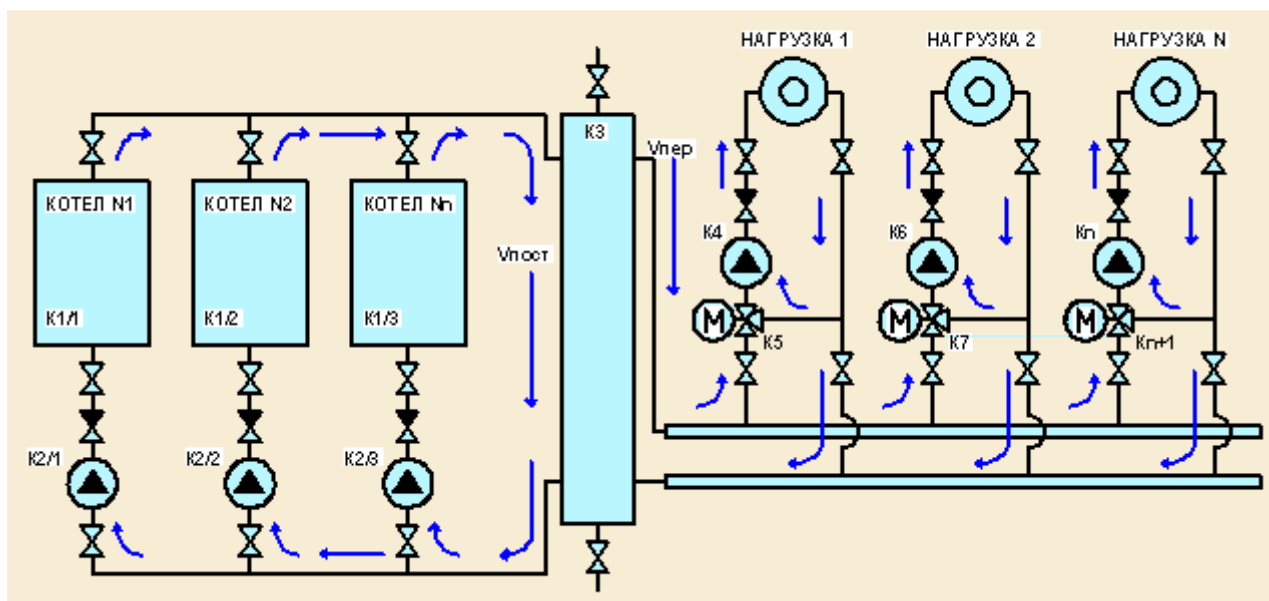 НАГРУЗКА 1
НАГРУЗКА 2
НАГРУЗКА N
К3
Vпер
КОТЕЛ N1
КОТЕЛ N2
КОТЕЛ Nn
К4
К6
Кn
Vпост
К1/1
К1/2
К1/3
М
М
М
К5
К7
Кn+1
К2/1
К2/2
К2/3